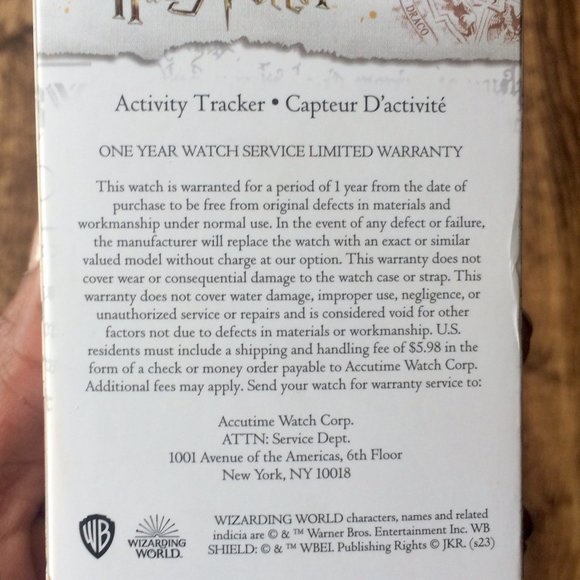 Harry Potter
DRACO
Activity Tracker • Capteur D'activité
ONE YEAR WATCH SERVICE LIMITED WARRANTY
This watch is warranted for a period of 1 year from the date of
purchase to be free from original defects in materials and
workmanship under normal use. In the event of any defect or failure,
the manufacturer will replace the watch with an exact or similar
valued model without charge at our option. This warranty does not
cover wear or consequential damage to the watch case or strap. This
warranty does not cover water damage, improper use, negligence, or
unauthorized service or repairs and is considered void for other
factors not due to defects in materials or workmanship. U.S.
residents must include a shipping and handling fee of $5.98 in the
form of a check or money order payable to Accutime Watch Corp.
Additional fees may apply. Send your watch for warranty service to:
Accutime Watch Corp.
ATTN: Service Dept.
1001 Avenue of the Americas, 6th Floor
New York, NY 10018
WB
WIZARDING
WORLD.
WIZARDING WORLD characters, names and related
indicia are © & ™ Warner Bros. Entertainment Inc. WB
SHIELD: © & ™ WBEI. Publishing Rights © JKR. (s23)